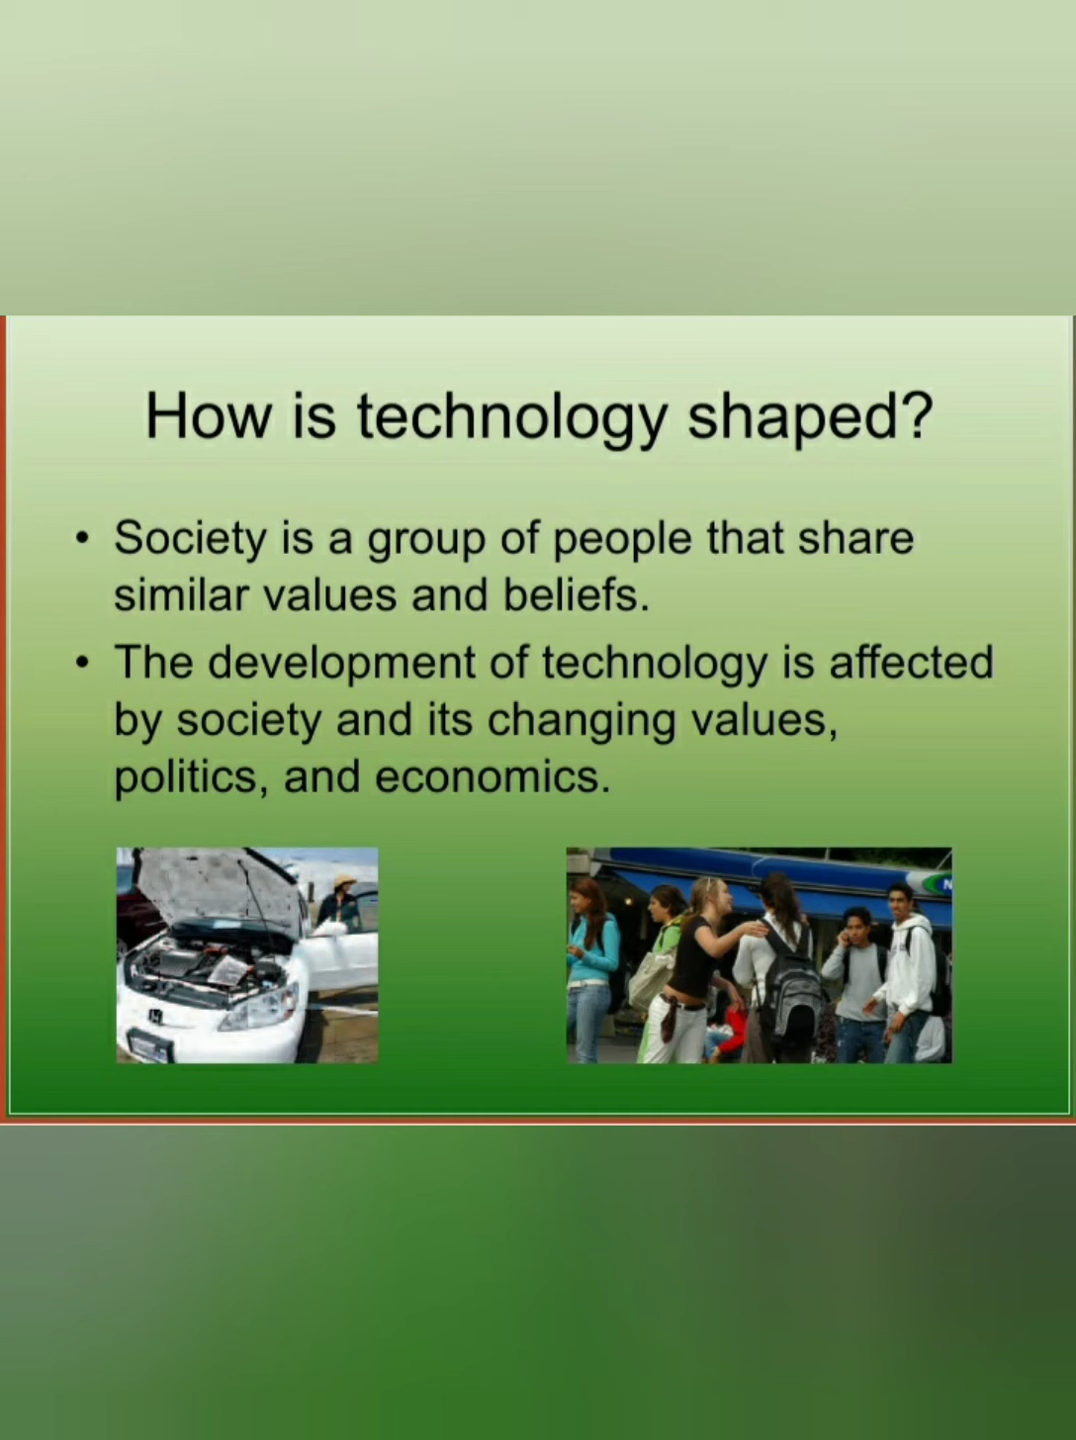 How is technology shaped?
• Society is a group of people that share
similar values and beliefs.
• The development of technology is affected
by society and its changing values,
politics, and economics.
N